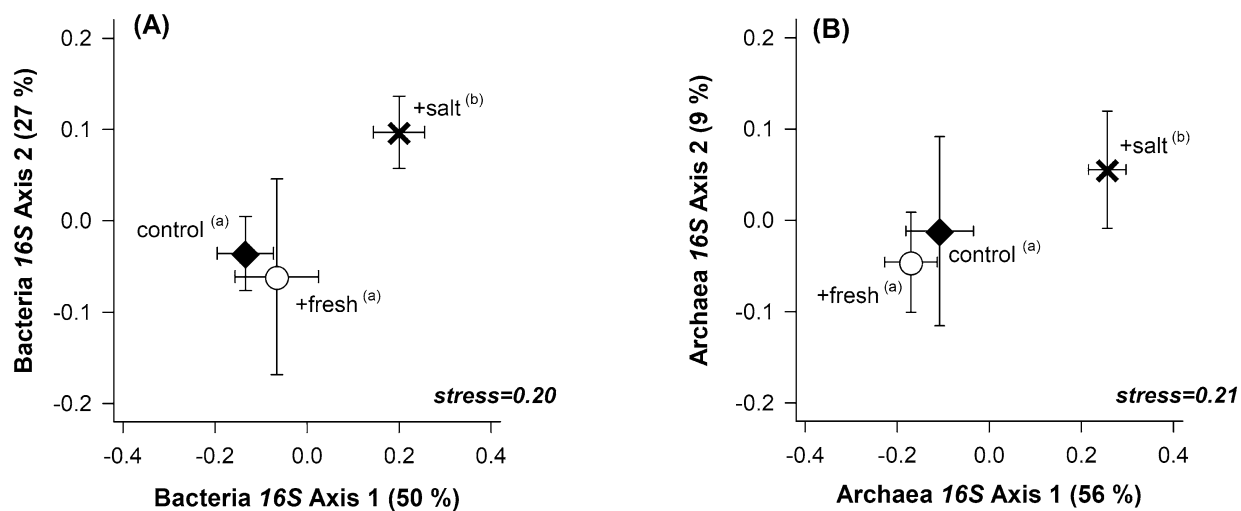 (A)
Bacteria 16S Axis 2 (27 %)
0.2
0.1
0.0
-0.1
-0.2
+salt (b)
control (a)
+fresh (a)
stress=0.20
-0.4 -0.2 0.0 0.2 0.4
Bacteria 16S Axis 1 (50 %)
(B)
Archaea 16S Axis 2 (9 %)
0.2
0.1
0.0
-0.1
-0.2
+salt (b)
control (a)
+fresh (a)
stress=0.21
-0.4 -0.2 0.0 0.2 0.4
Archaea 16S Axis 1 (56 %)